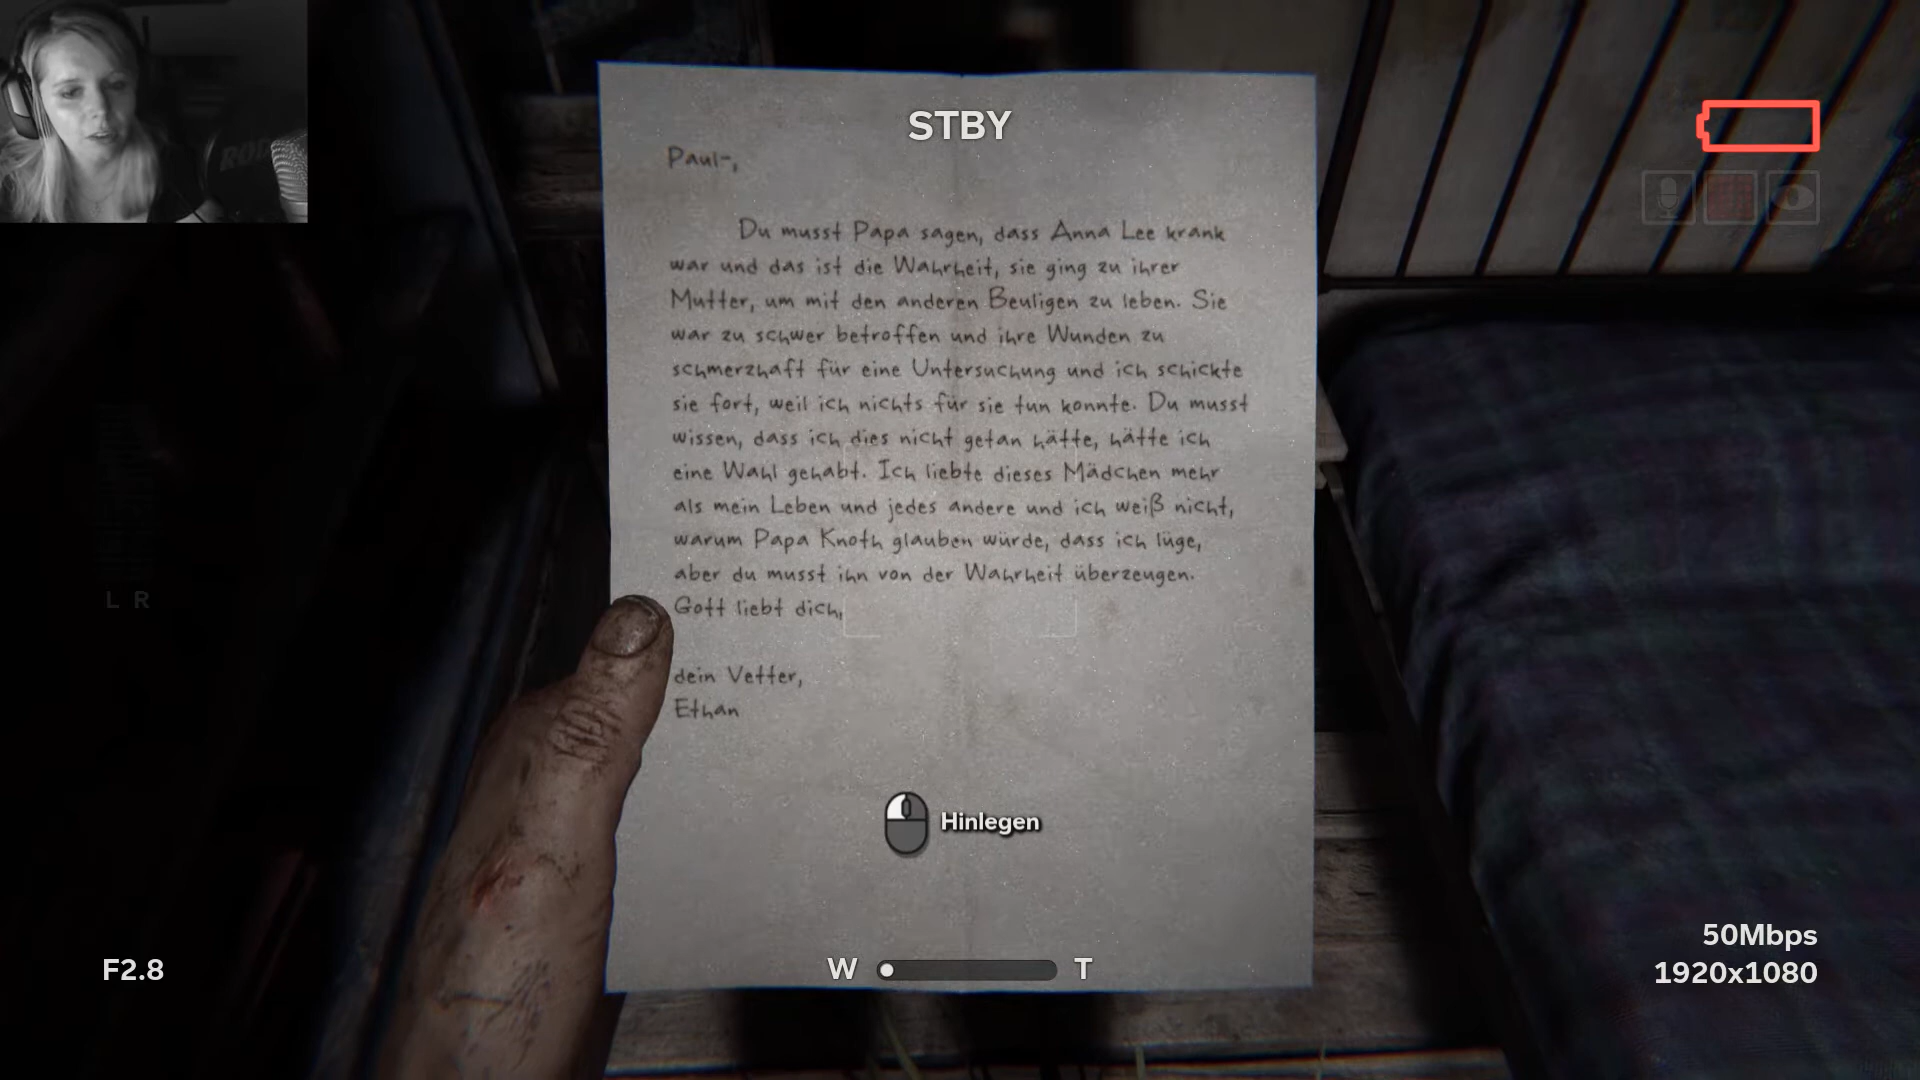 STBY
Paul-,
Du musst Papa sagen, dass Anna Lee krank
war und das ist die Wahrheit, sie ging zu ihrer
Mutter, um mit den anderen Beuligen zu leben. Sie
war zu schwer betroffen und ihre Wunden zu
schmerzhaft für eine Untersuchung und ich schickte
sie fort, weil ich nichts für sie tun konnte. Du musst
wissen, dass ich dies nicht getan hätte, hätte ich
eine Wahl gehabt. Ich liebte dieses Mädchen mehr
als mein Leben und jedes andere und ich weiß nicht,
warum Papa Knoth glauben würde, dass ich lüge,
aber du musst ihn von der Wahrheit überzeugen.
Gott liebt dich,
dein Vetter,
Ethan
Hinlegen
L R
F2.8
W T
50Mbps
1920x1080